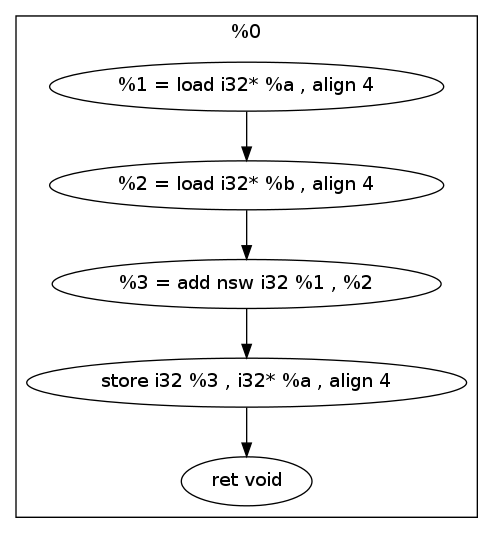 %0
%1 = load i32* %a , align 4
%2 = load i32* %b , align 4
%3 = add nsw i32 %1 , %2
store i32 %3 , i32* %a , align 4
ret void